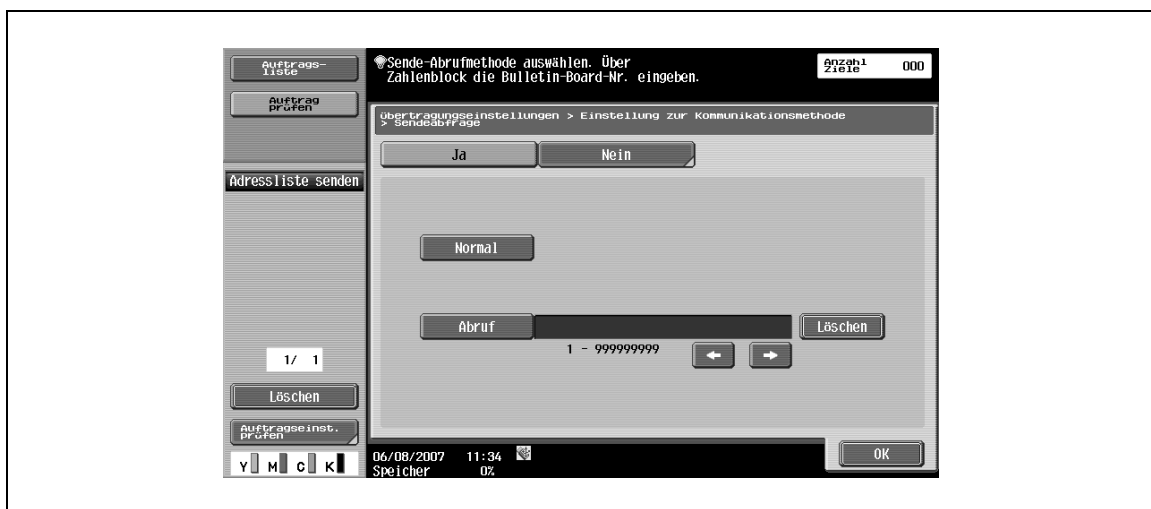 Auftrags-
liste
Auftrag
prüfen
Adressliste senden
1/ 1
Löschen
Auftragseinst.
prüfen
Y M C K
Sende-Abrufmethode auswählen. Über
Zahlenblock die Bulletin-Board-Nr. eingeben.
Anzahl
Ziele 000
Übertragungseinstellungen > Einstellung zur Kommunikationsmethode
> Sendeabfrage
Ja Nein
Normal
Abruf Löschen
1 - 999999999
06/08/2007 11:34
Speicher 0%
OK